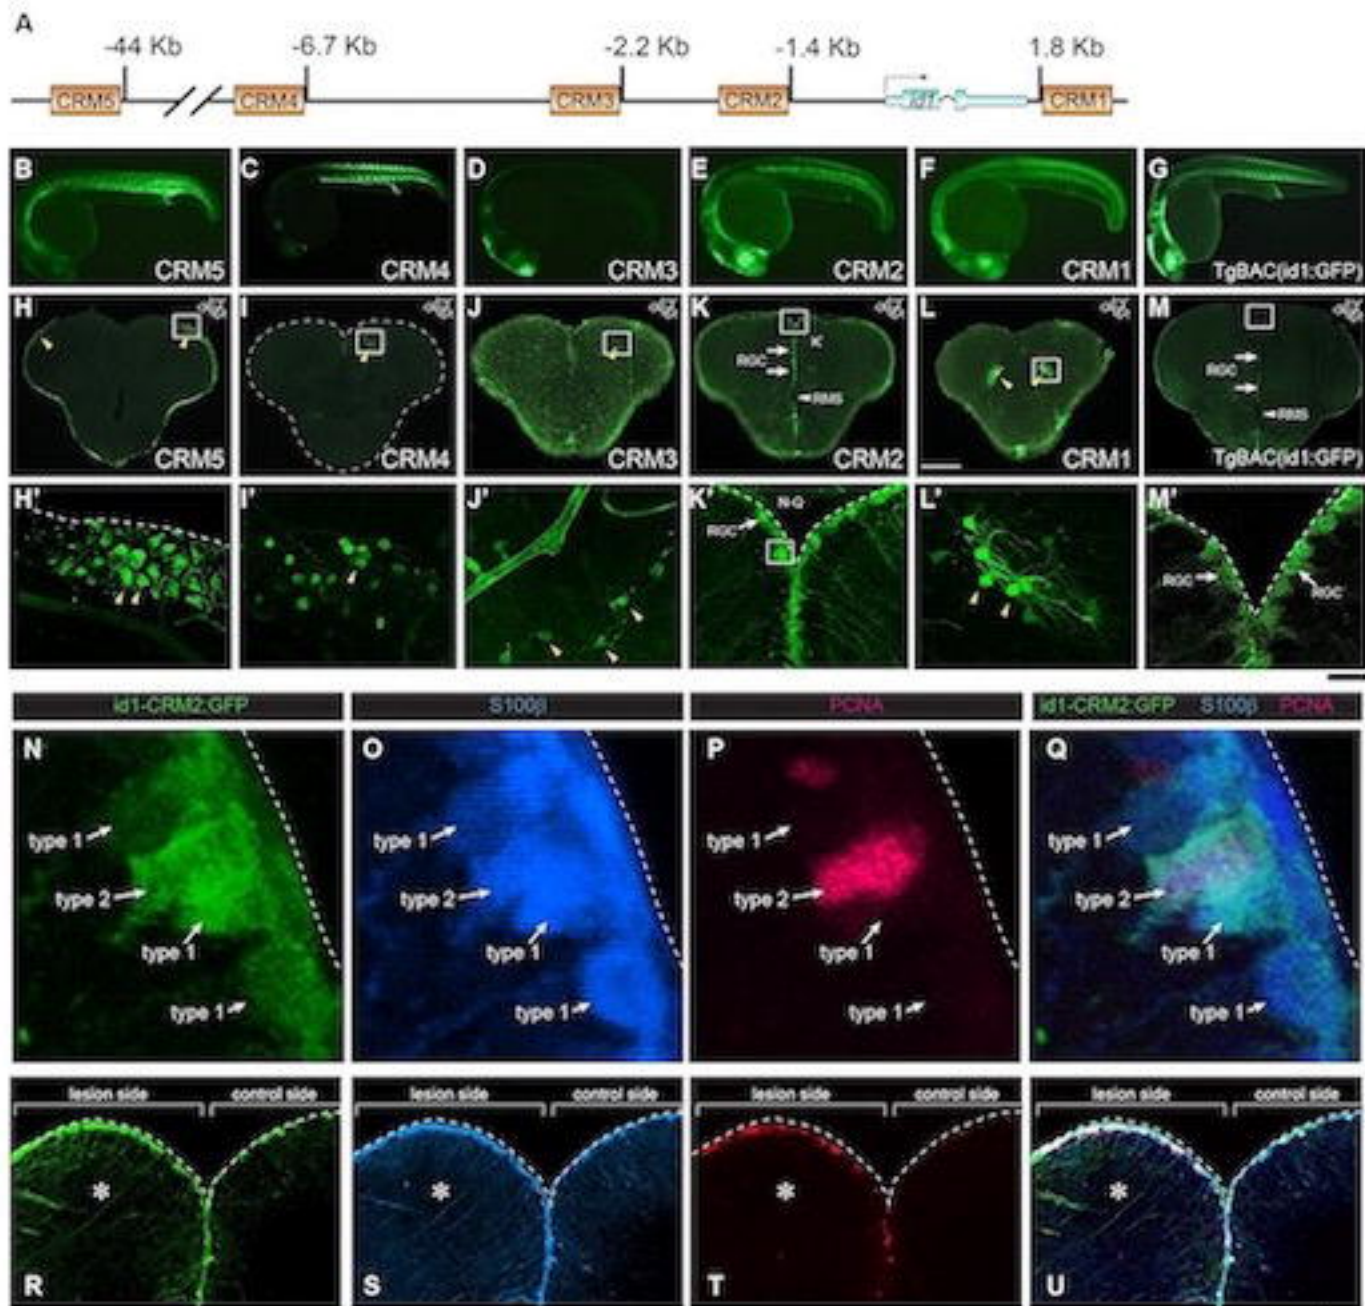 A
-44 Kb -6.7 Kb -2.2 Kb -1.4 Kb 1.8 Kb
CRM5 CRM4 CRM3 CRM2 id1 CRM1
B C D E F G
CRM5 CRM4 CRM3 CRM2 CRM1 TgBAC(id1:GFP)
H I J K L M
K'
RGC RGC
RMS RMS
CRM5 CRM4 CRM3 CRM2 CRM1 TgBAC(id1:GFP)
H' I' J' K' L' M'
N-Q
RGC RGC RGC
id1-CRM2:GFP S100β PCNA id1-CRM2:GFP S100β PCNA
N O P Q
type 1 type 1 type 1 type 1
type 2 type 2 type 2 type 2
type 1 type 1 type 1 type 1
type 1 type 1 type 1 type 1
lesion side control side lesion side control side lesion side control side lesion side control side
* * * *
R S T U